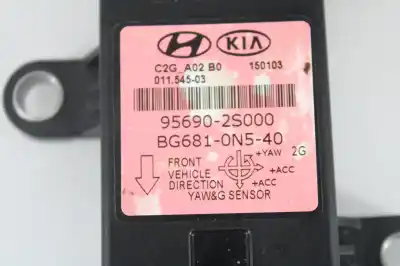 HYUNDAI KIA
C2G_A02 B0 150103
011.545-03
95690-2S000
BG681-0N5-40
FRONT +YAW 2G
VEHICLE +ACC
DIRECTION +ACC
YAW&G SENSOR